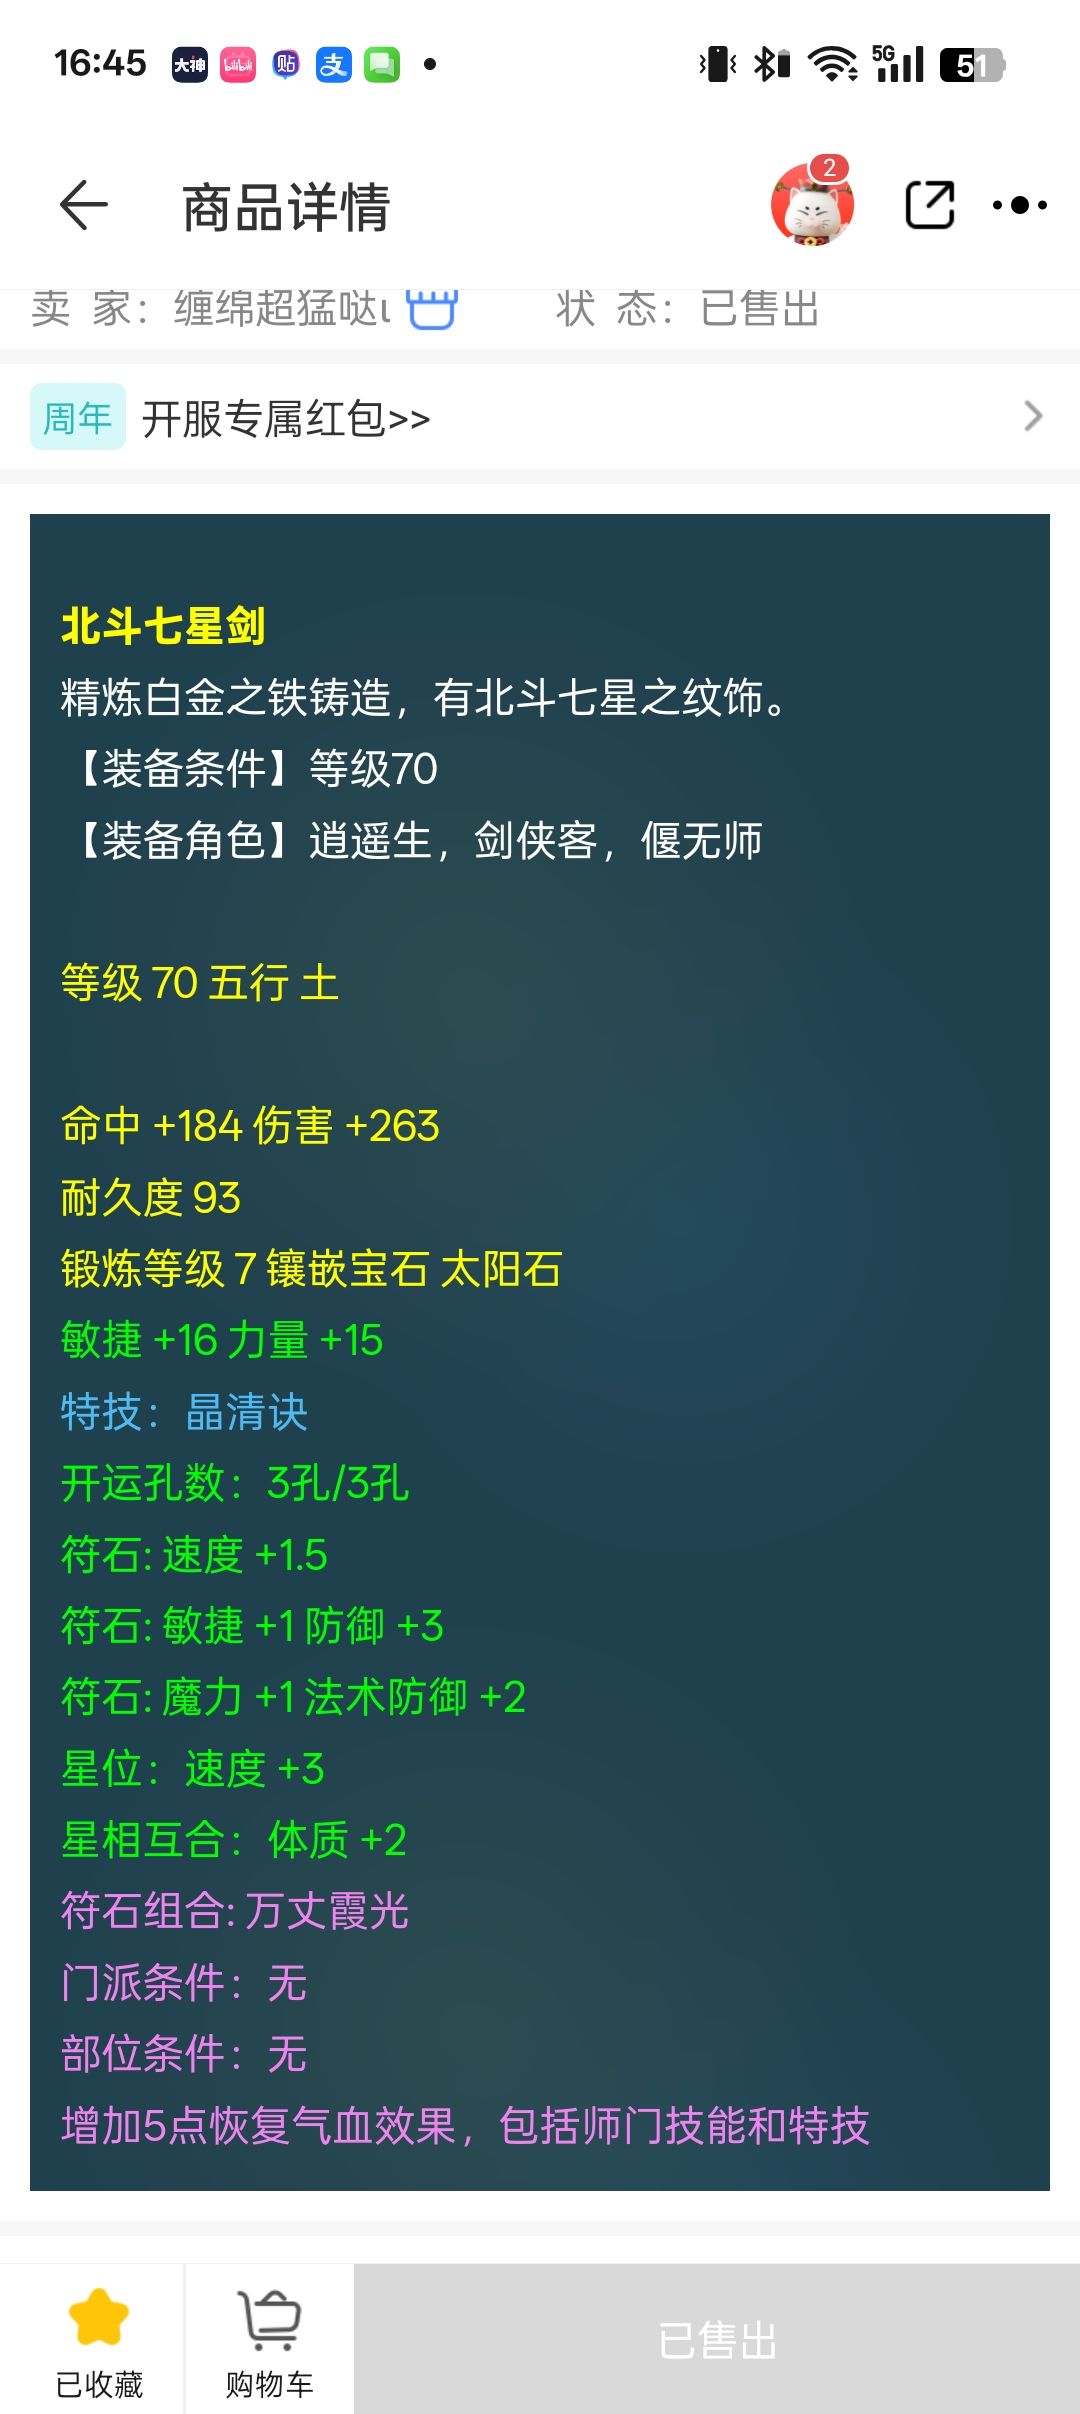 16:45 大神 bilibili 贴 支 5G 51
商品详情 2
卖 家：缠绵超猛哒 状 态：已售出
周年 开服专属红包>>
北斗七星剑
精炼白金之铁铸造，有北斗七星之纹饰。
【装备条件】等级70
【装备角色】逍遥生，剑侠客，偃无师
等级 70 五行 土
命中 +184 伤害 +263
耐久度 93
锻炼等级 7 镶嵌宝石 太阳石
敏捷 +16 力量 +15
特技：晶清诀
开运孔数：3孔/3孔
符石: 速度 +1.5
符石: 敏捷 +1 防御 +3
符石: 魔力 +1 法术防御 +2
星位：速度 +3
星相互合：体质 +2
符石组合: 万丈霞光
门派条件：无
部位条件：无
增加5点恢复气血效果，包括师门技能和特技
已收藏 购物车 已售出